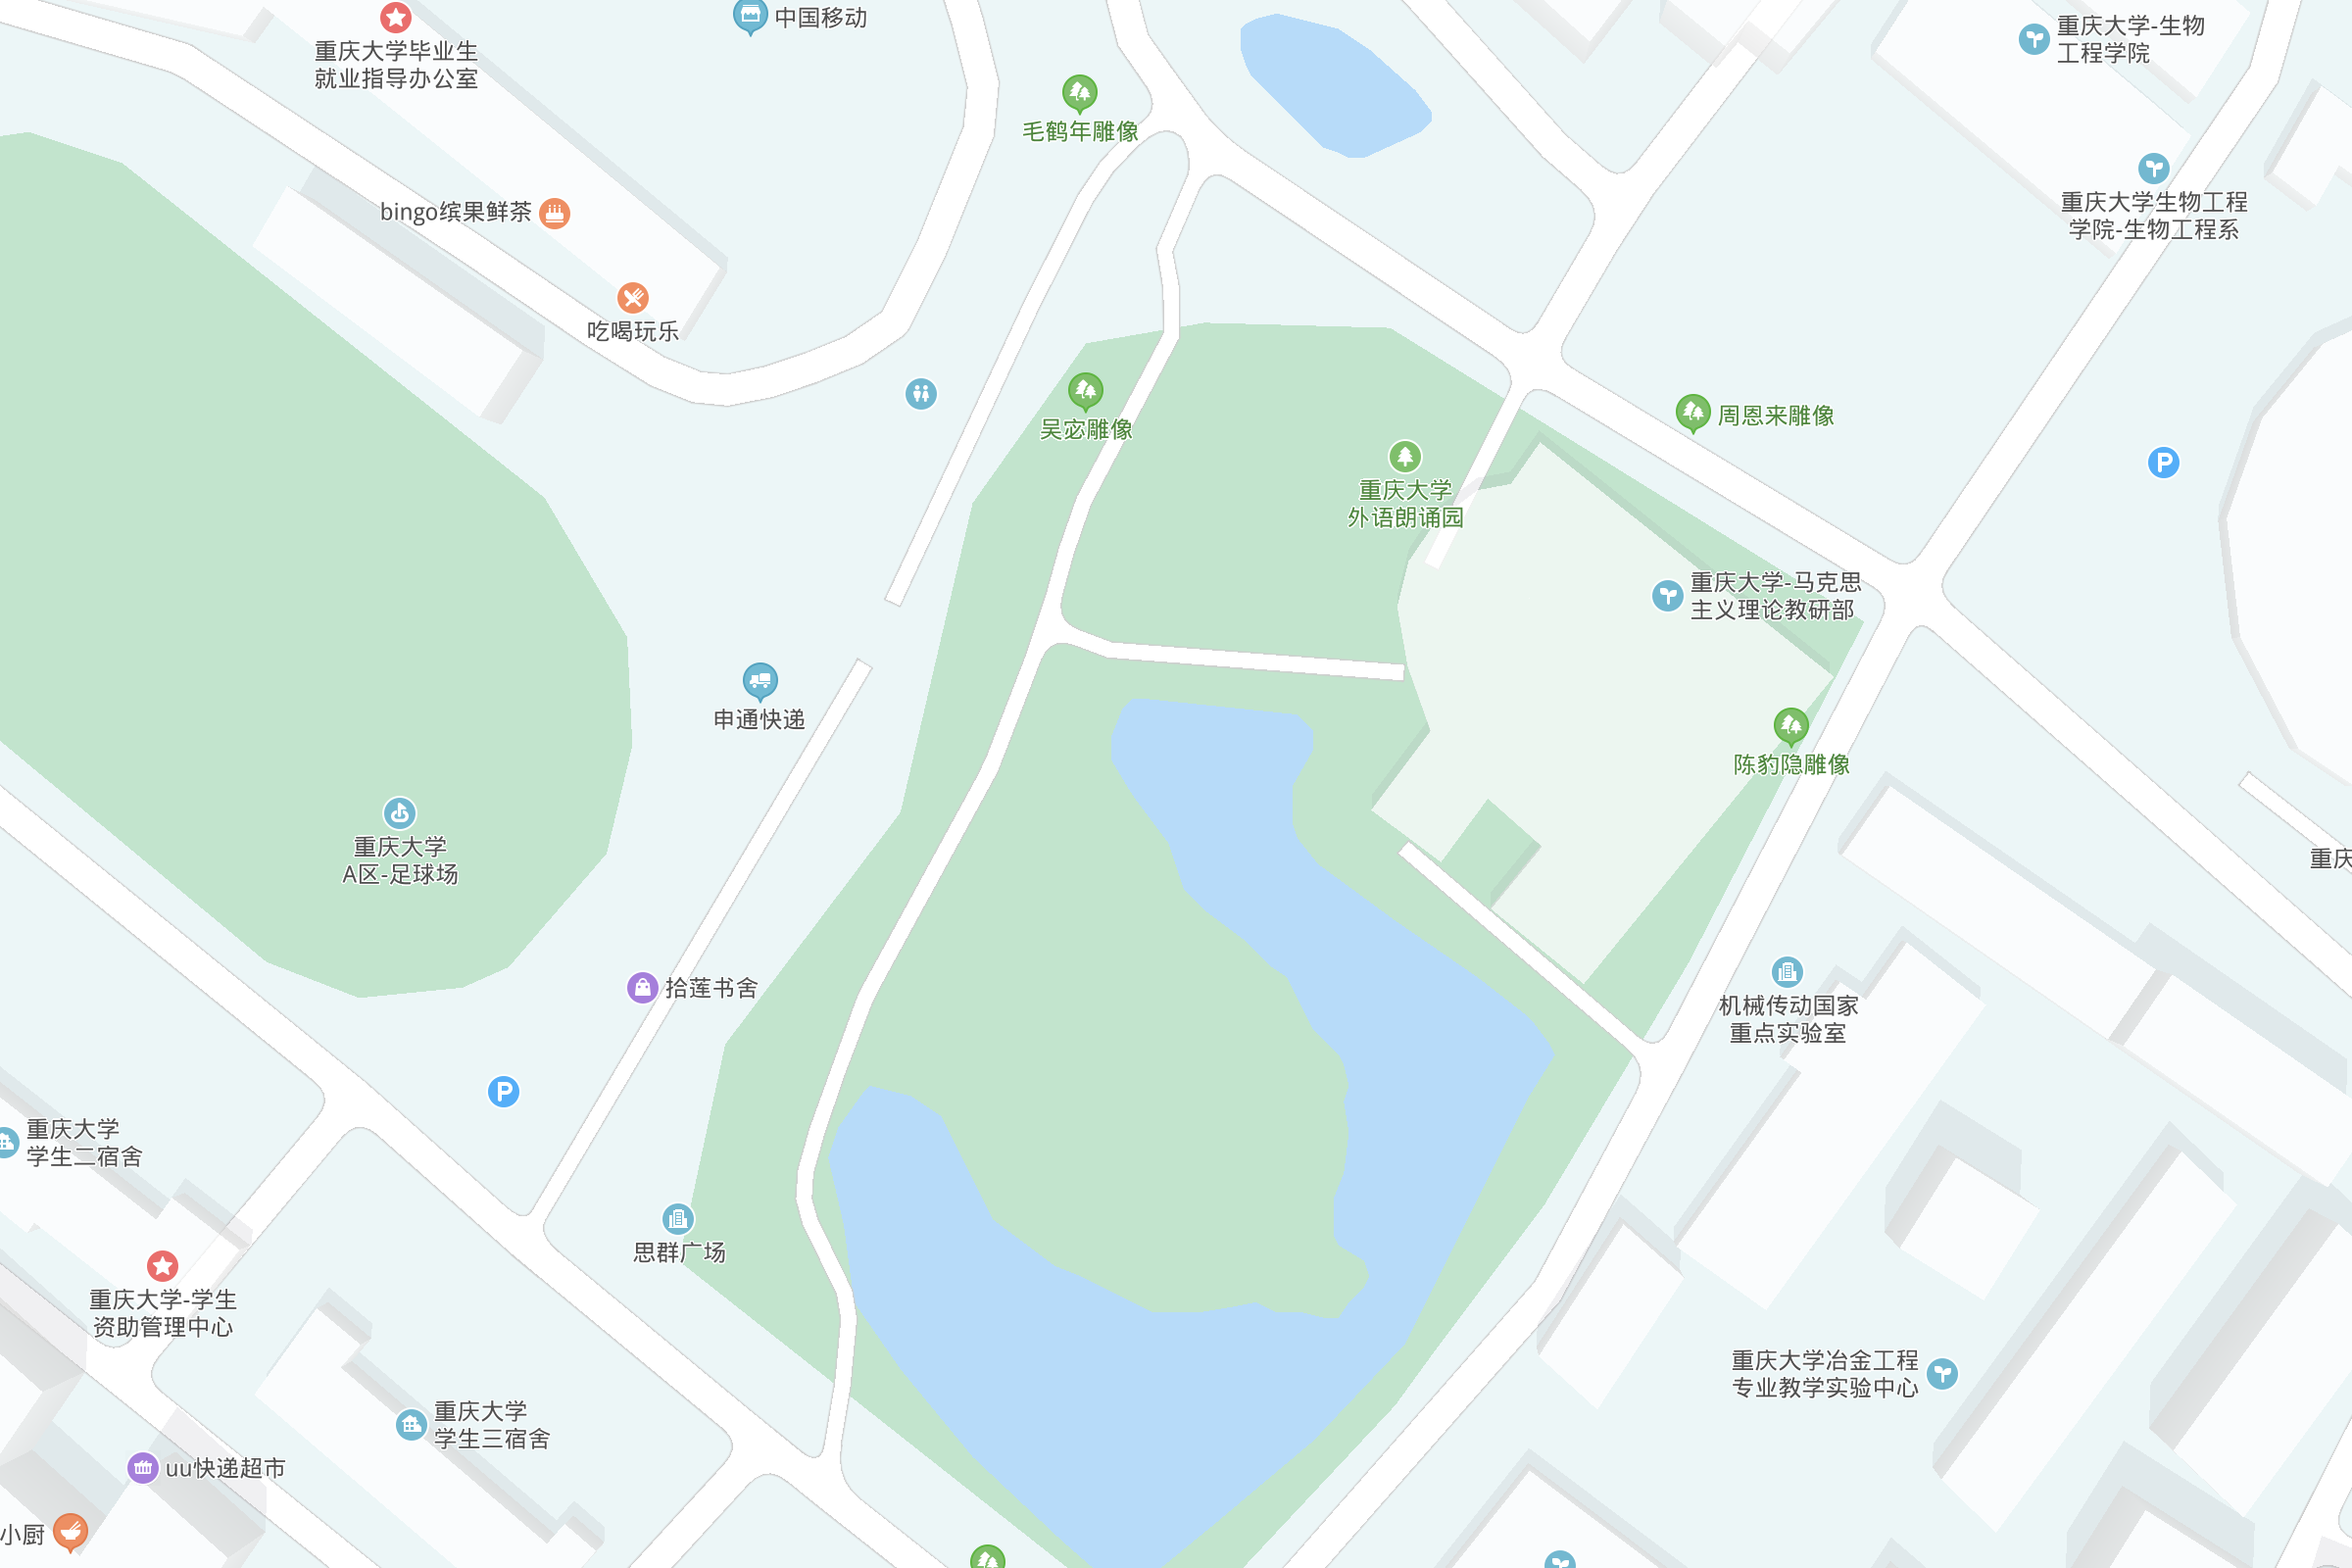 重庆大学毕业生
就业指导办公室
中国移动
毛鹤年雕像
重庆大学-生物
工程学院
bingo缤果鲜茶
重庆大学生物工程
学院-生物工程系
吃喝玩乐
吴宓雕像
周恩来雕像
重庆大学
外语朗诵园
P
重庆大学-马克思
主义理论教研部
申通快递
陈豹隐雕像
重庆大学
A区-足球场
重庆
拾莲书舍
机械传动国家
重点实验室
P
重庆大学
学生二宿舍
思群广场
重庆大学-学生
资助管理中心
重庆大学冶金工程
专业教学实验中心
重庆大学
学生三宿舍
uu快递超市
小厨